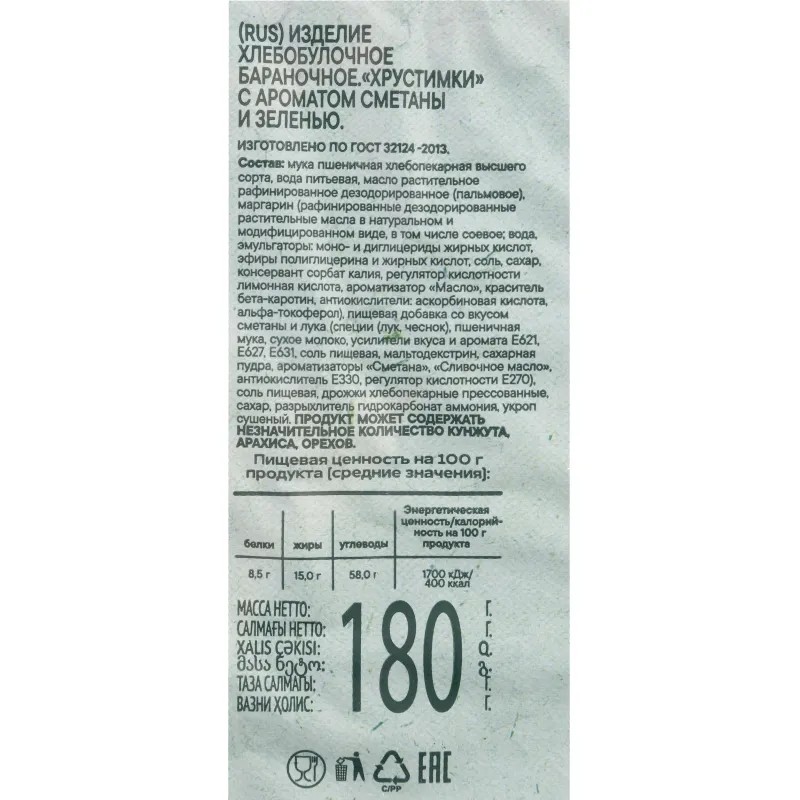 (RUS) ИЗДЕЛИЕ
ХЛЕБОБУЛОЧНОЕ
БАРАНОЧНОЕ.«ХРУСТИМКИ»
С АРОМАТОМ СМЕТАНЫ
И ЗЕЛЕНЬЮ.
ИЗГОТОВЛЕНО ПО ГОСТ 32124 -2013.
Состав: мука пшеничная хлебопекарная высшего
сорта, вода питьевая, масло растительное
рафинированное дезодорированное (пальмовое),
маргарин (рафинированные дезодорированные
растительные масла в натуральном и
модифицированном виде, в том числе соевое; вода,
эмульгаторы: моно- и диглицериды жирных кислот,
эфиры полиглицерина и жирных кислот, соль, сахар,
консервант сорбат калия, регулятор кислотности
лимонная кислота, ароматизатор «Масло», краситель
бета-каротин, антиокислители: аскорбиновая кислота,
альфа-токоферол), пищевая добавка со вкусом
сметаны и лука (специи (лук, чеснок), пшеничная
мука, сухое молоко, усилители вкуса и аромата Е621,
Е627, Е631, соль пищевая, мальтодекстрин, сахарная
пудра, ароматизаторы «Сметана», «Сливочное масло»,
антиокислитель Е330, регулятор кислотности Е270),
соль пищевая, дрожжи хлебопекарные прессованные,
сахар, разрыхлитель гидрокарбонат аммония, укроп
сушеный. ПРОДУКТ МОЖЕТ СОДЕРЖАТЬ
НЕЗНАЧИТЕЛЬНОЕ КОЛИЧЕСТВО КУНЖУТА,
АРАХИСА, ОРЕХОВ.
Пищевая ценность на 100 г
продукта (средние значения):
белки жиры углеводы Энергетическая
ценность/калорий-
ность на 100 г
продукта
8,5 г 15,0 г 58,0 г 1700 кДж/
400 ккал
МАССА НЕТТО: 180 Г.
САЛМАҒЫ НЕТТО: Г.
XALIS ÇƏKISI: Q.
მასა ნეტო: გ.
ТАЗА САЛМАГЫ: Г.
ВАЗНИ ҲОЛИС: Г.
C/PP
EAC